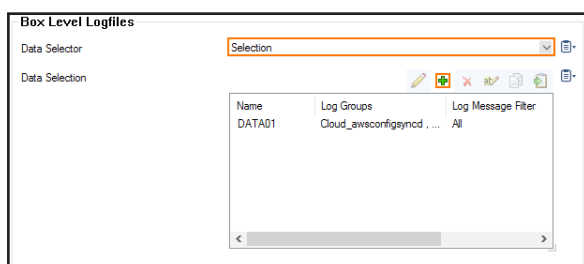 Box Level Logfiles
Data Selector Selection
Data Selection
Name Log Groups Log Message Filter
DATA01 Cloud_awsconfigsyncd , ... All